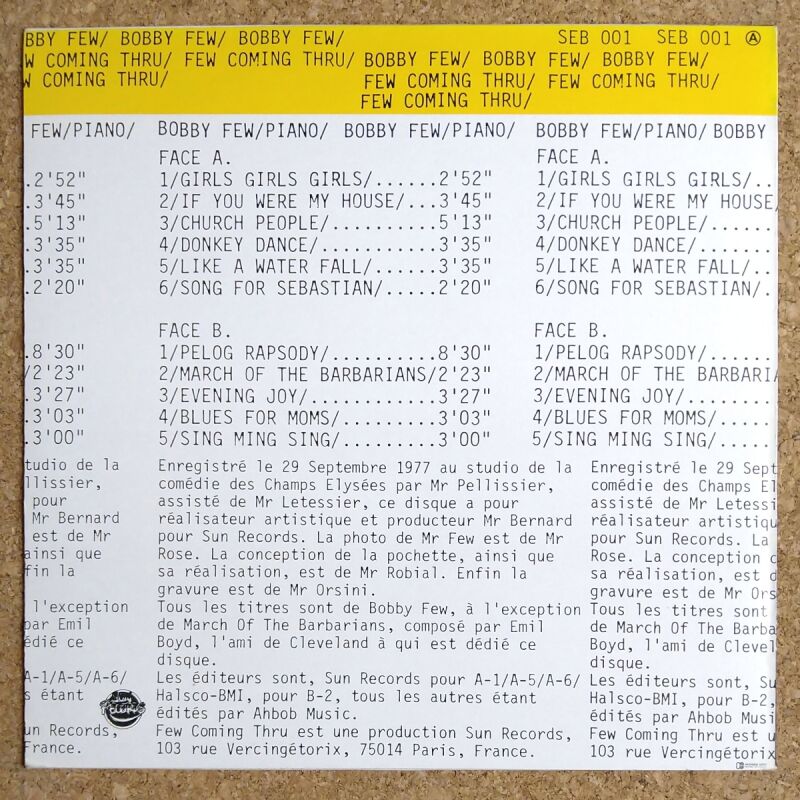 BBY FEW/ BOBBY FEW/ BOBBY FEW/
W COMING THRU/ FEW COMING THRU/
W COMING THRU/
SEB 001 SEB 001 Ⓐ
BOBBY FEW/ BOBBY FEW/ BOBBY FEW/
FEW COMING THRU/ FEW COMING THRU/
FEW COMING THRU/
FEW/PIANO/ BOBBY FEW/PIANO/ BOBBY FEW/PIANO/ BOBBY FEW/PIANO/ BOBBY
.2'52"
.3'45"
.5'13"
.3'35"
.3'35"
.2'20"
.8'30"
/2'23"
.3'27"
.3'03"
.3'00"
tudio de la
llissier,
pour
Mr Bernard
est de Mr
ainsi que
fin la
l'exception
par Emil
édié ce
A-1/A-5/A-6/
s étant
un Records,
France.
FACE A.
1/GIRLS GIRLS GIRLS/......2'52"
2/IF YOU WERE MY HOUSE/...3'45"
3/CHURCH PEOPLE/..........5'13"
4/DONKEY DANCE/...........3'35"
5/LIKE A WATER FALL/......3'35"
6/SONG FOR SEBASTIAN/.....2'20"
FACE B.
1/PELOG RAPSODY/..........8'30"
2/MARCH OF THE BARBARIANS/2'23"
3/EVENING JOY/............3'27"
4/BLUES FOR MOMS/.........3'03"
5/SING MING SING/.........3'00"
Enregistré le 29 Septembre 1977 au studio de la
comédie des Champs Elysées par Mr Pellissier,
assisté de Mr Letessier, ce disque a pour
réalisateur artistique et producteur Mr Bernard
pour Sun Records. La photo de Mr Few est de Mr
Rose. La conception de la pochette, ainsi que
sa réalisation, est de Mr Robial. Enfin la
gravure est de Mr Orsini.
Tous les titres sont de Bobby Few, à l'exception
de March Of The Barbarians, composé par Emil
Boyd, l'ami de Cleveland à qui est dédié ce
disque.
Les éditeurs sont, Sun Records pour A-1/A-5/A-6/
Halsco-BMI, pour B-2, tous les autres étant
édités par Ahbob Music.
Few Coming Thru est une production Sun Records,
103 rue Vercingétorix, 75014 Paris, France.
FACE A.
1/GIRLS GIRLS GIRLS/..
2/IF YOU WERE MY HOUSE/
3/CHURCH PEOPLE/......
4/DONKEY DANCE/.......
5/LIKE A WATER FALL/..
6/SONG FOR SEBASTIAN/.
FACE B.
1/PELOG RAPSODY/......
2/MARCH OF THE BARBARI
3/EVENING JOY/........
4/BLUES FOR MOMS/.....
5/SING MING SING/.....
Enregistré le 29 Sept
comédie des Champs El
assisté de Mr Letessi
réalisateur artistiqu
pour Sun Records. La
Rose. La conception d
sa réalisation, est d
gravure est de Mr Ors
Tous les titres sont
de March Of The Barba
Boyd, l'ami de Clevel
disque.
Les éditeurs sont, Su
Halsco-BMI, pour B-2,
édités par Ahbob Musi
Few Coming Thru est u
103 rue Vercingétorix